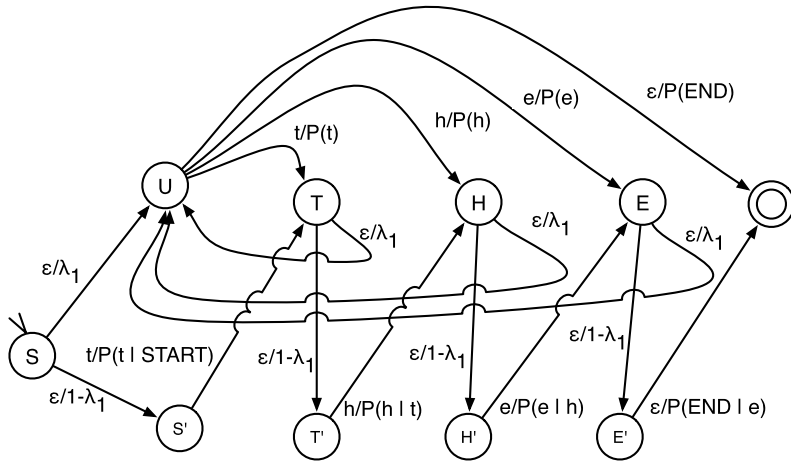 ε/P(END)
e/P(e)
h/P(h)
t/P(t)
U
T
H
E
ε/λ1
ε/λ1
ε/λ1
ε/λ1
S
t/P(t | START)
ε/1-λ1
ε/1-λ1
ε/1-λ1
ε/1-λ1
S'
T'
h/P(h | t)
H'
e/P(e | h)
E'
ε/P(END | e)